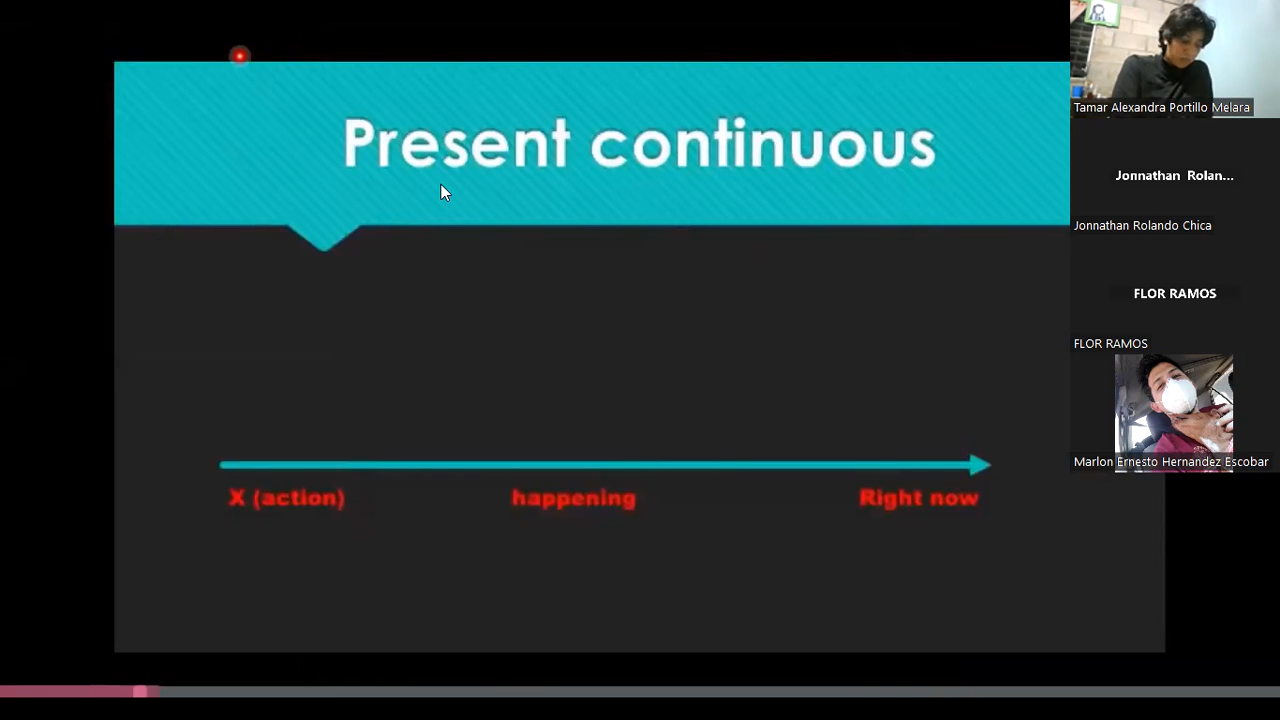 Present continuous
X (action) happening Right now
Tamar Alexandra Portillo Melara
Jonnathan Rolan...
Jonnathan Rolando Chica
FLOR RAMOS
FLOR RAMOS
Marlon Ernesto Hernandez Escobar